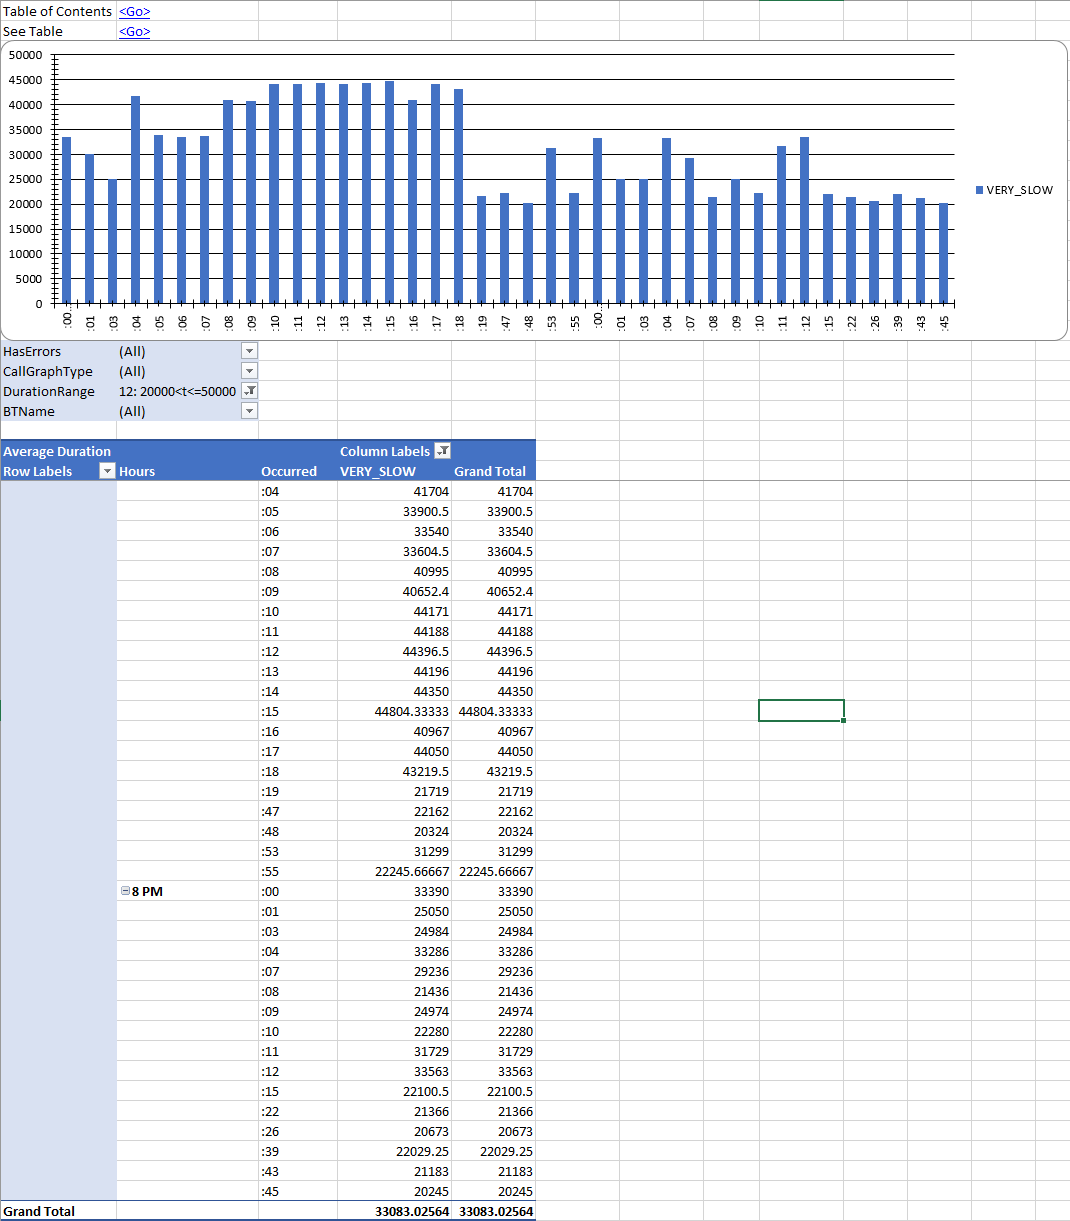 Table of Contents <Go>
See Table <Go>
50000
45000
40000
35000
30000
25000
20000
15000
10000
5000
0
VERY_SLOW
:00 :01 :03 :04 :05 :06 :07 :08 :09 :10 :11 :12 :13 :14 :15 :16 :17 :18 :19 :47 :48 :53 :55 :00 :01 :03 :04 :07 :08 :09 :10 :11 :12 :15 :22 :26 :39 :43 :45
HasErrors (All)
CallGraphType (All)
DurationRange 12: 20000<t<=50000
BTName (All)
Average Duration Column Labels
Row Labels Hours Occurred VERY_SLOW Grand Total
:04 41704 41704
:05 33900.5 33900.5
:06 33540 33540
:07 33604.5 33604.5
:08 40995 40995
:09 40652.4 40652.4
:10 44171 44171
:11 44188 44188
:12 44396.5 44396.5
:13 44196 44196
:14 44350 44350
:15 44804.33333 44804.33333
:16 40967 40967
:17 44050 44050
:18 43219.5 43219.5
:19 21719 21719
:47 22162 22162
:48 20324 20324
:53 31299 31299
:55 22245.66667 22245.66667
8 PM :00 33390 33390
:01 25050 25050
:03 24984 24984
:04 33286 33286
:07 29236 29236
:08 21436 21436
:09 24974 24974
:10 22280 22280
:11 31729 31729
:12 33563 33563
:15 22100.5 22100.5
:22 21366 21366
:26 20673 20673
:39 22029.25 22029.25
:43 21183 21183
:45 20245 20245
Grand Total 33083.02564 33083.02564